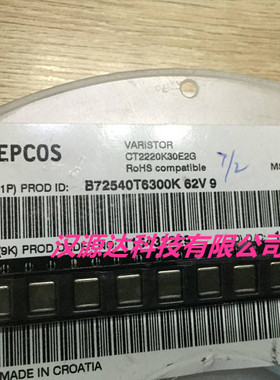 EPCOS
VARISTOR
CT2220K30E2G
RoHS compatible
7/2
1P) PROD ID: B72540T6300K 62V 9
汉源达科技有限公司
(9K) PROD
MADE IN CROATIA